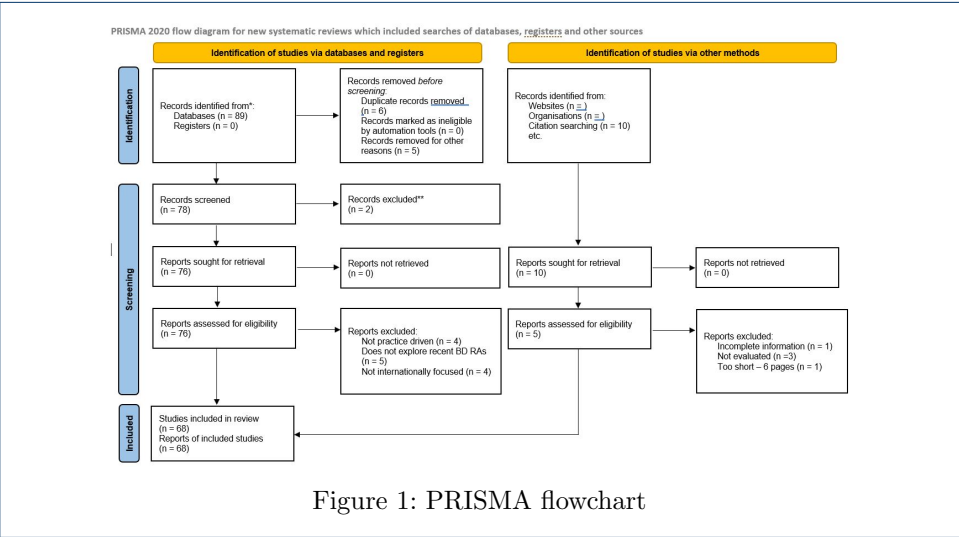 PRISMA 2020 flow diagram for new systematic reviews which included searches of databases, registers and other sources
Identification of studies via databases and registers
Identification of studies via other methods
Identification
Records identified from*:
Databases (n = 89)
Registers (n = 0)
Records removed before
screening:
Duplicate records removed
(n = 6)
Records marked as ineligible
by automation tools (n = 0)
Records removed for other
reasons (n = 5)
Records identified from:
Websites (n = )
Organisations (n = )
Citation searching (n = 10)
etc.
Screening
Records screened
(n = 78)
Records excluded**
(n = 2)
Reports sought for retrieval
(n = 76)
Reports not retrieved
(n = 0)
Reports sought for retrieval
(n = 10)
Reports not retrieved
(n = 0)
Reports assessed for eligibility
(n = 76)
Reports excluded:
Not practice driven (n = 4)
Does not explore recent BD RAs
(n = 5)
Not internationally focused (n = 4)
Reports assessed for eligibility
(n = 5)
Reports excluded:
Incomplete information (n = 1)
Not evaluated (n =3)
Too short – 6 pages (n = 1)
Included
Studies included in review
(n = 68)
Reports of included studies
(n = 68)
Figure 1: PRISMA flowchart